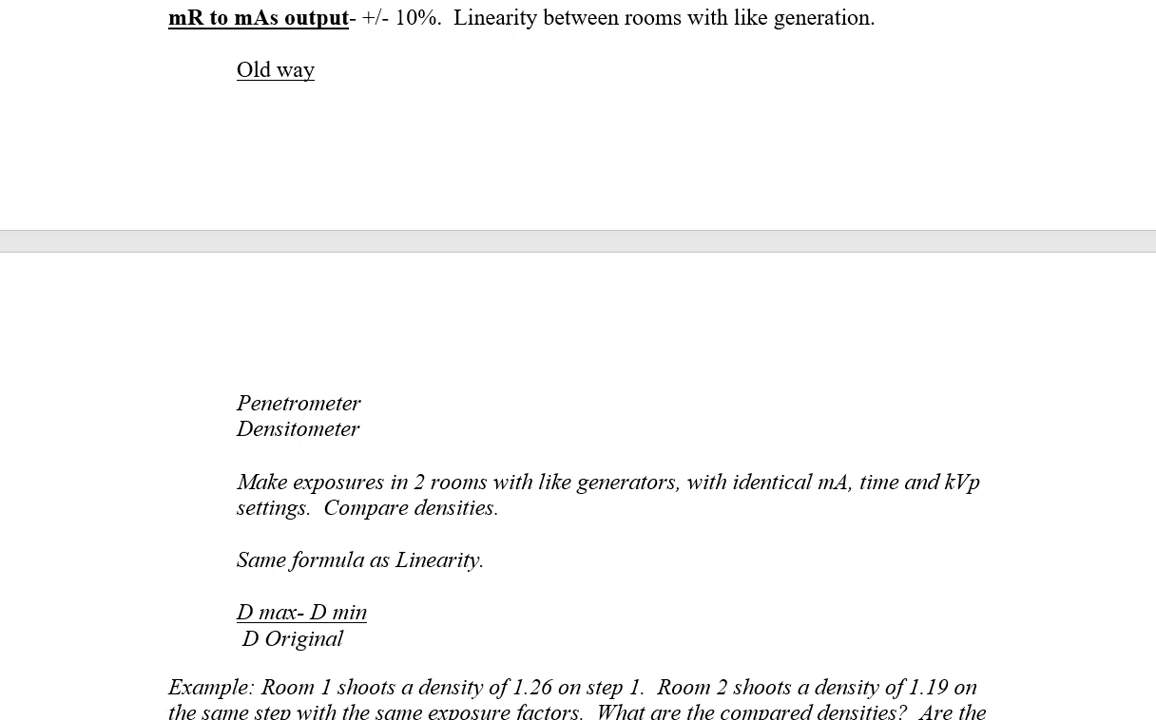 mR to mAs output- +/- 10%.  Linearity between rooms with like generation.
Old way
Penetrometer
Densitometer
Make exposures in 2 rooms with like generators, with identical mA, time and kVp
settings.  Compare densities.
Same formula as Linearity.
D max- D min
D Original
Example: Room 1 shoots a density of 1.26 on step 1.  Room 2 shoots a density of 1.19 on
the same step with the same exposure factors.  What are the compared densities?  Are the